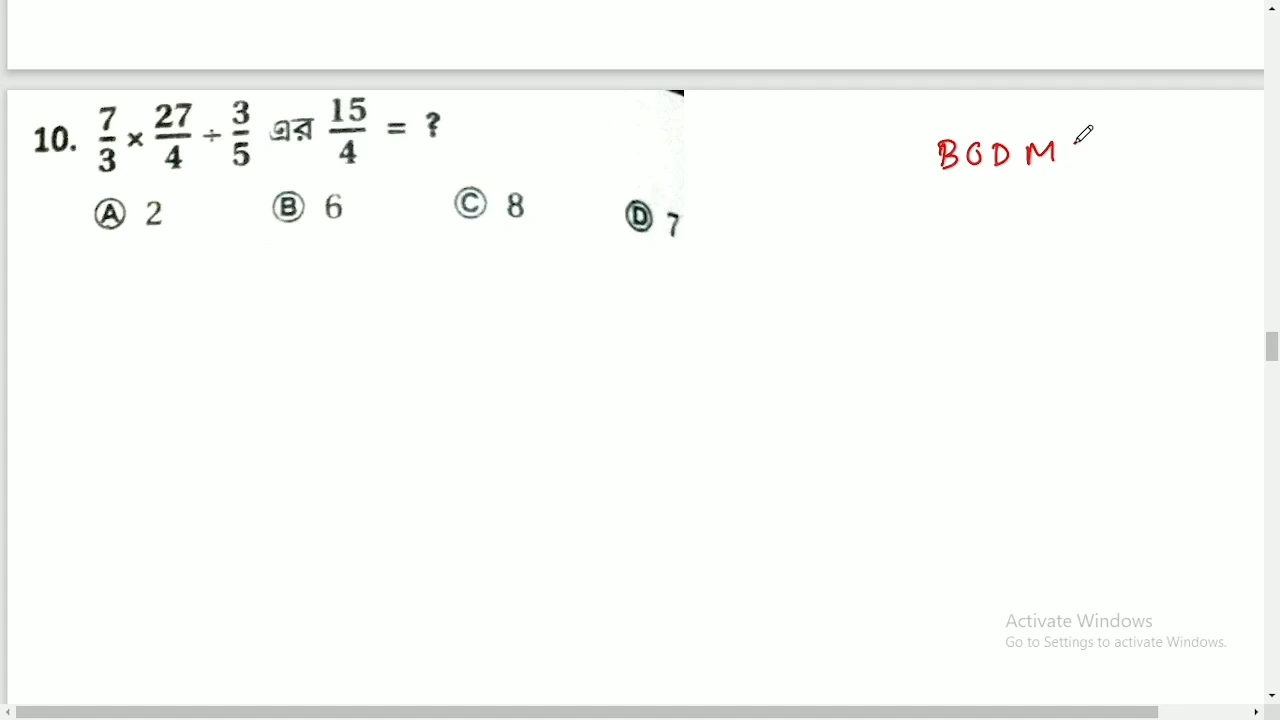 10. 7/3 × 27/4 ÷ 3/5 এর 15/4 = ?
Ⓐ 2 Ⓑ 6 Ⓒ 8 Ⓓ 7
BODM
Activate Windows
Go to Settings to activate Windows.